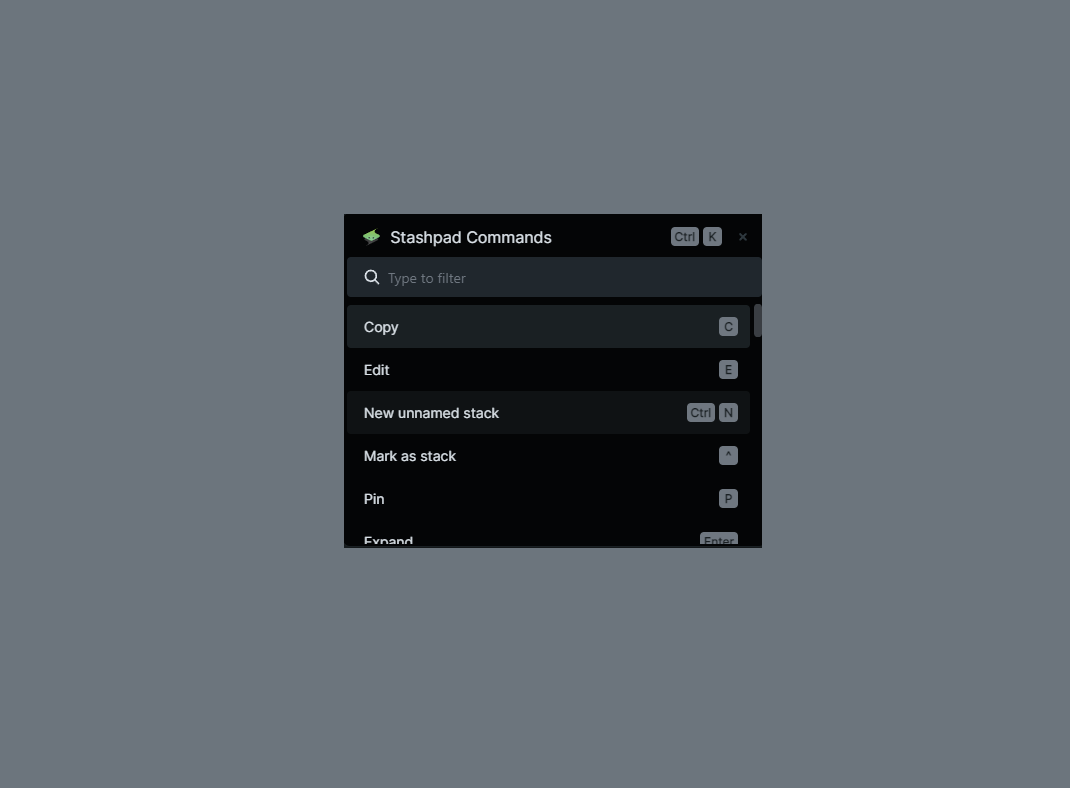 Stashpad Commands Ctrl K ×
Type to filter
Copy C
Edit E
New unnamed stack Ctrl N
Mark as stack ^
Pin P
Expand Enter